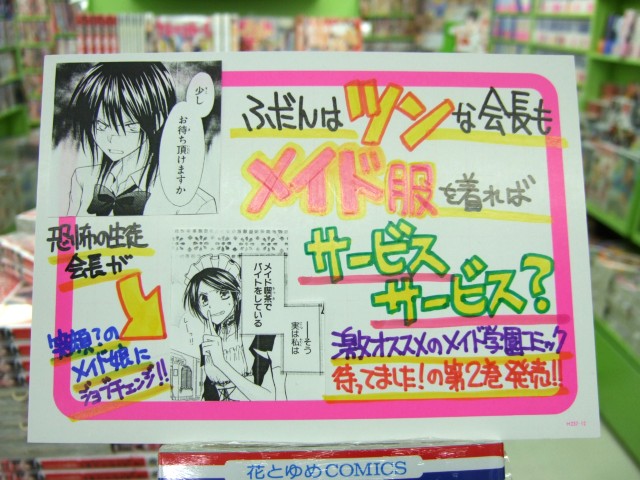 ふだんはツンな会長も
メイド服を着れば
サービス
サービス?
少し
お待ち頂けますか
恐怖の生徒
会長が
笑顔?の
メイド娘に
ジョブチェンジ!!
メイド喫茶で
バイトをしている
―そう
実は私は
激オススメのメイド学園コミック
待ってました!の第2巻発売!!
花とゆめCOMICS